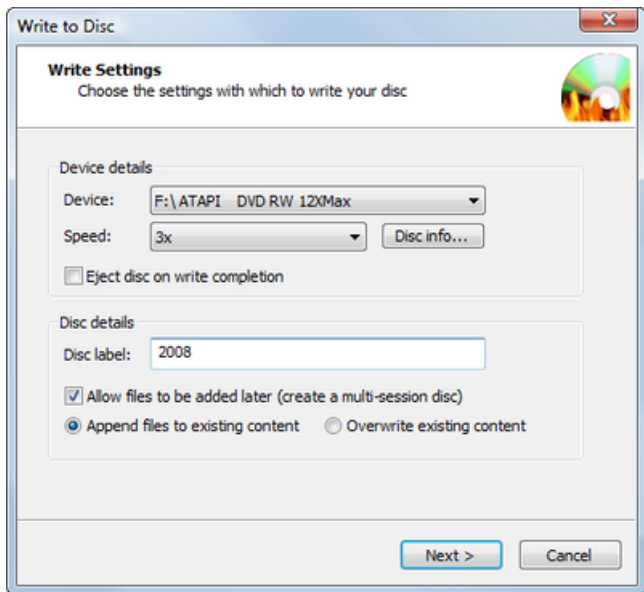 Write to Disc
Write Settings
Choose the settings with which to write your disc
Device details
Device: F:\ATAPI DVD RW 12XMax
Speed: 3x Disc info...
Eject disc on write completion
Disc details
Disc label: 2008
Allow files to be added later (create a multi-session disc)
Append files to existing content Overwrite existing content
Next > Cancel